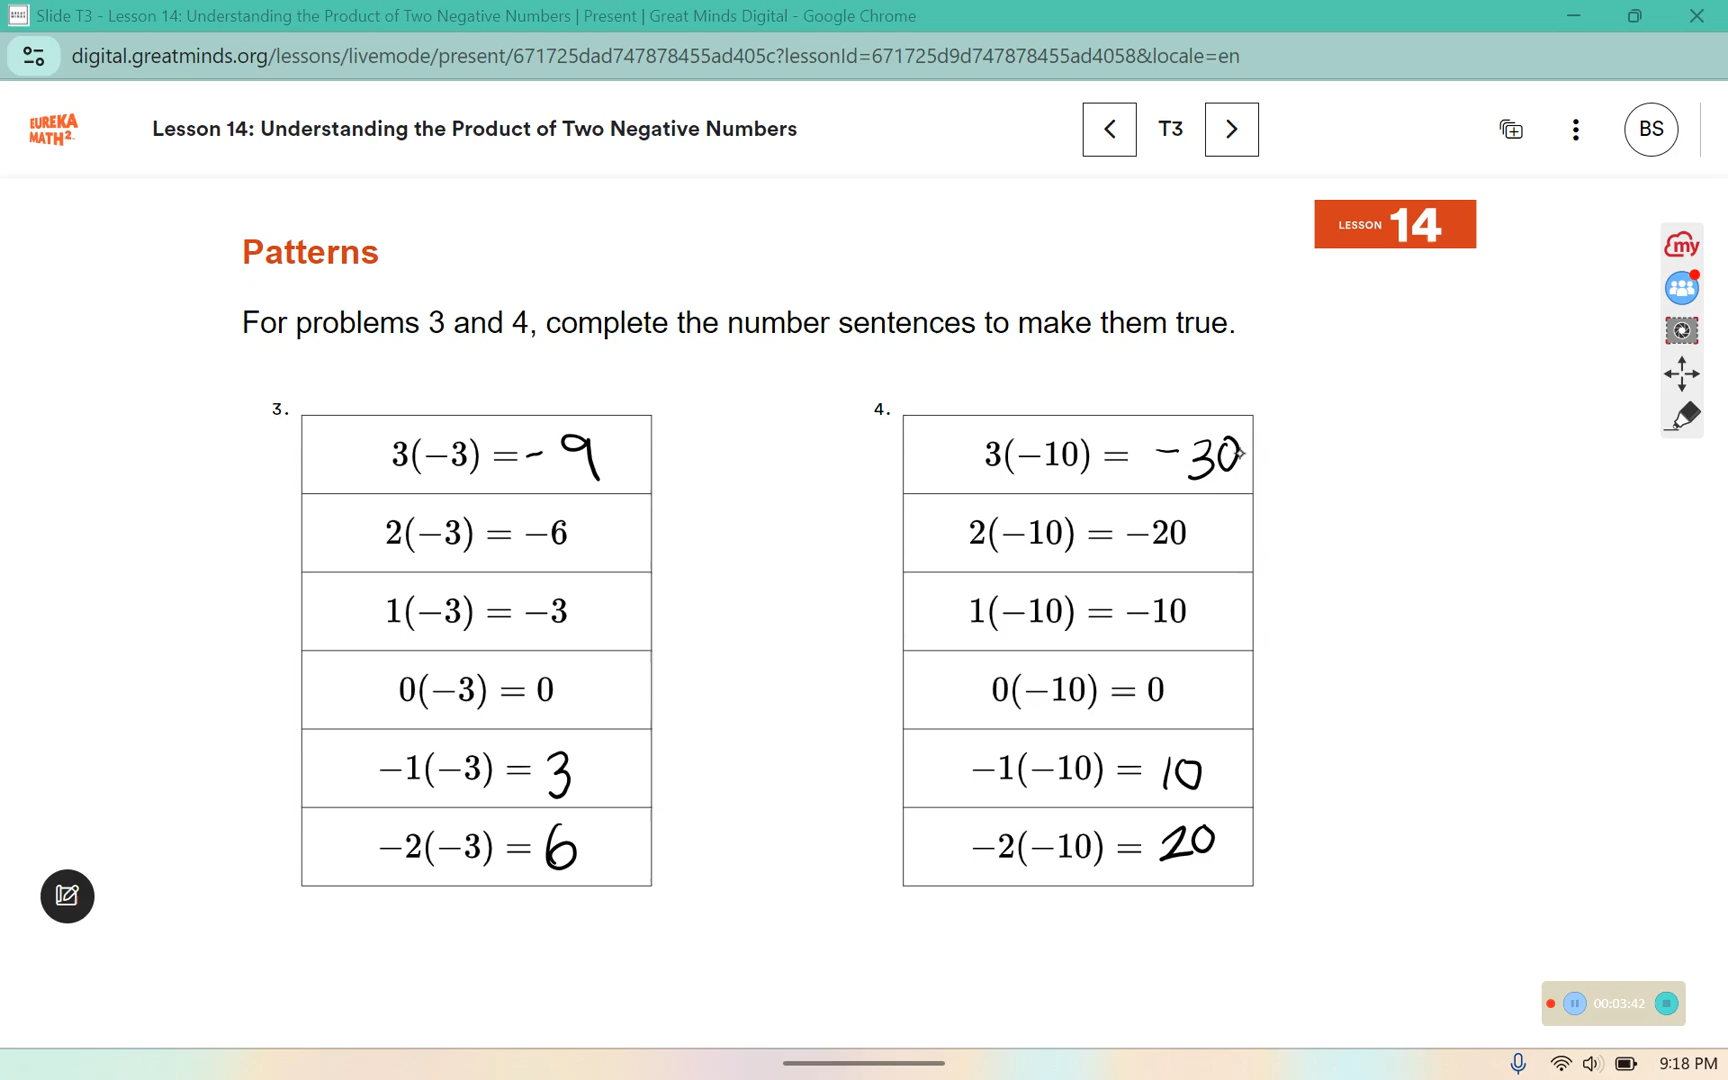 Slide T3 - Lesson 14: Understanding the Product of Two Negative Numbers | Present | Great Minds Digital - Google Chrome
digital.greatminds.org/lessons/livemode/present/671725dad747878455ad405c?lessonId=671725d9d747878455ad4058&locale=en
EUREKA MATH²
Lesson 14: Understanding the Product of Two Negative Numbers
T3
BS
LESSON 14
my
Patterns
For problems 3 and 4, complete the number sentences to make them true.
3.
3(−3) = -9
2(−3) = −6
1(−3) = −3
0(−3) = 0
−1(−3) = 3
−2(−3) = 6
4.
3(−10) = -30
2(−10) = −20
1(−10) = −10
0(−10) = 0
−1(−10) = 10
−2(−10) = 20
00:03:42
9:18 PM